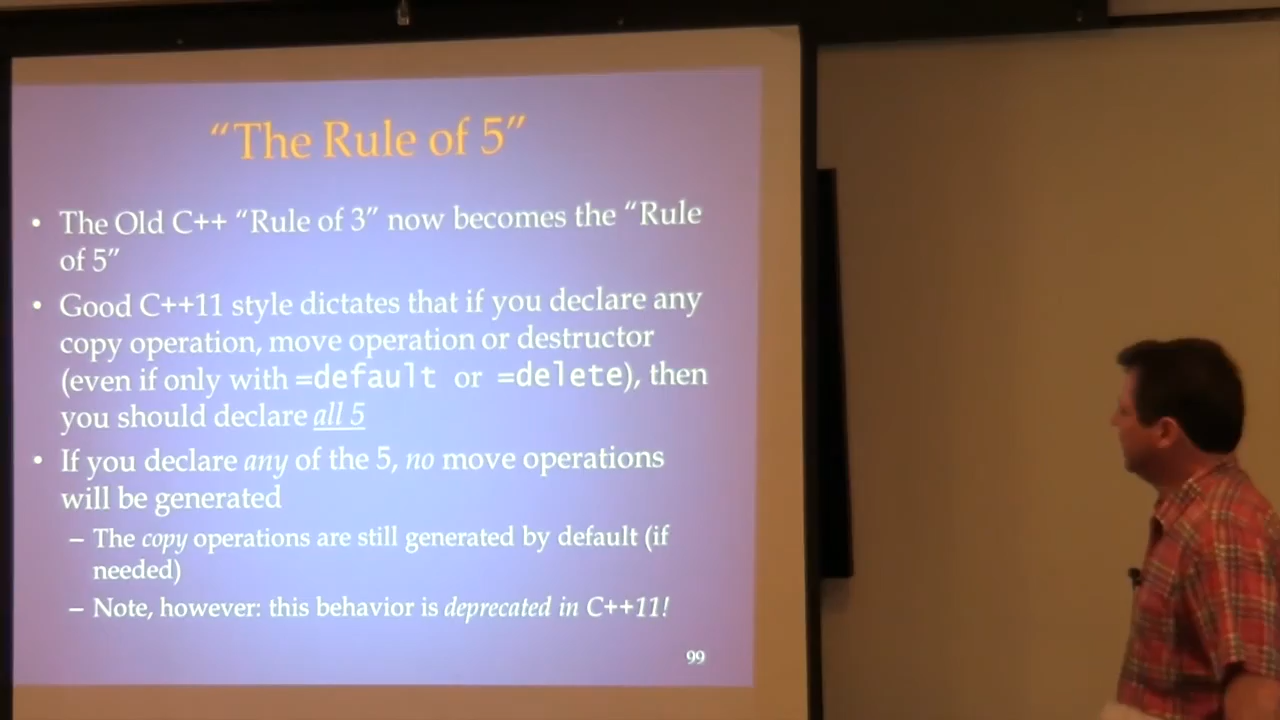 “The Rule of 5”
• The Old C++ “Rule of 3” now becomes the “Rule
of 5”
• Good C++11 style dictates that if you declare any
copy operation, move operation or destructor
(even if only with =default or =delete), then
you should declare all 5
• If you declare any of the 5, no move operations
will be generated
– The copy operations are still generated by default (if
needed)
– Note, however: this behavior is deprecated in C++11!
99